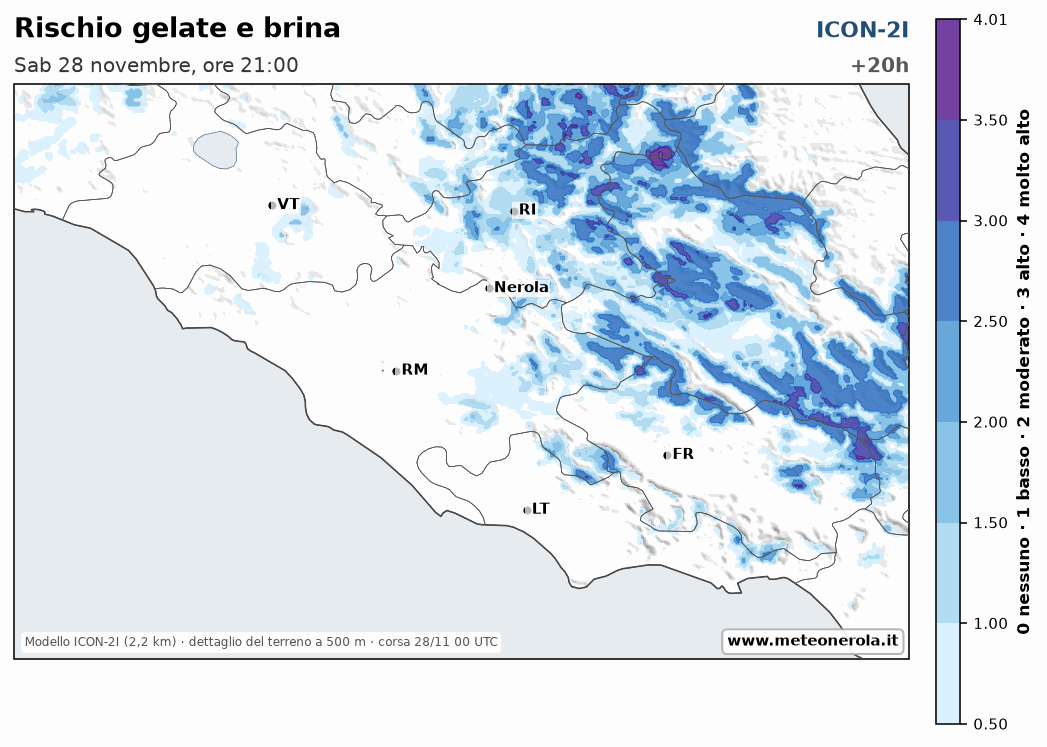 Rischio gelate e brina
ICON-2I
Sab 28 novembre, ore 21:00
+20h
4.01
3.50
3.00
2.50
2.00
1.50
1.00
0.50
0 nessuno · 1 basso · 2 moderato · 3 alto · 4 molto alto
VT
RI
Nerola
RM
FR
LT
Modello ICON-2I (2,2 km) · dettaglio del terreno a 500 m · corsa 28/11 00 UTC
www.meteonerola.it